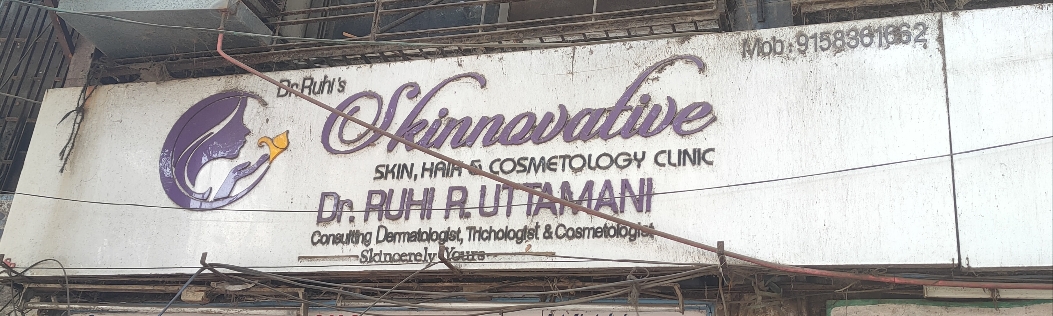 Mob: 9158361662
Dr. Ruhi's
Skinnovative
SKIN, HAIR & COSMETOLOGY CLINIC
Dr. RUHI R. UTTAMANI
Consulting Dermatologist, Trichologist & Cosmetologist
Skincerely Yours